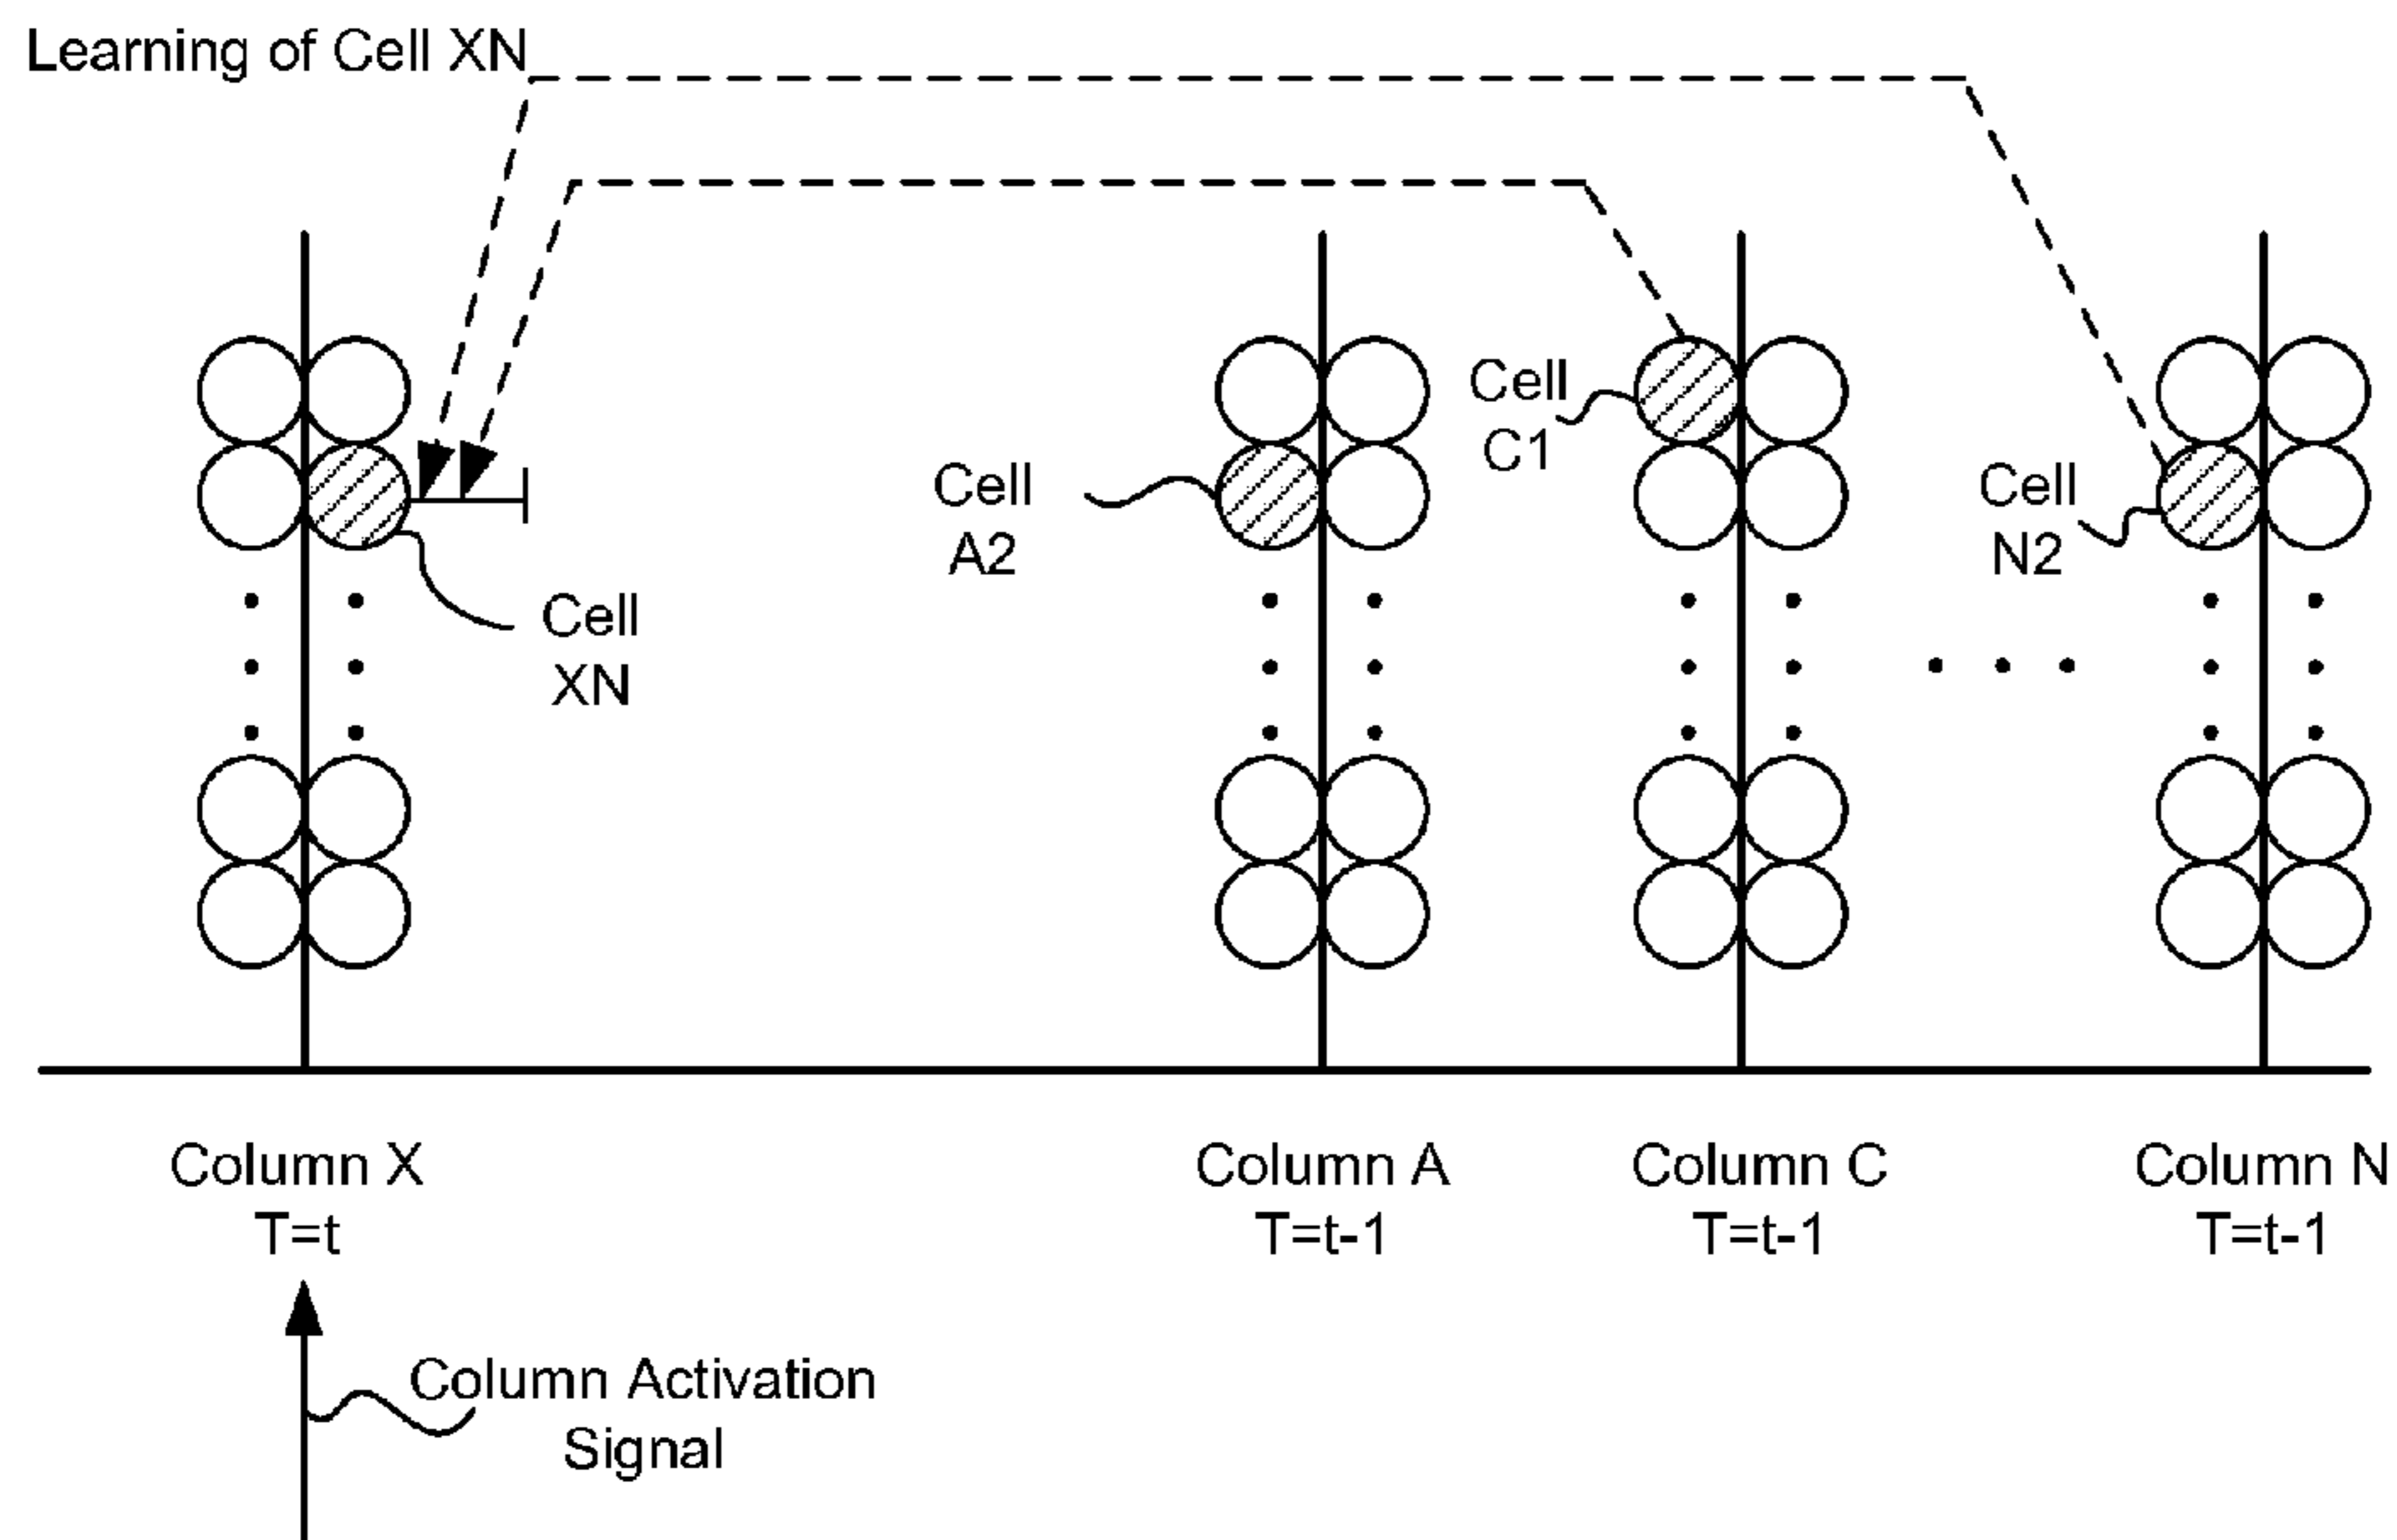 Learning of Cell XN
Cell
C1
Cell
A2
Cell
N2
Cell
XN
Column X
T=t
Column A
T=t-1
Column C
T=t-1
Column N
T=t-1
Column Activation
Signal